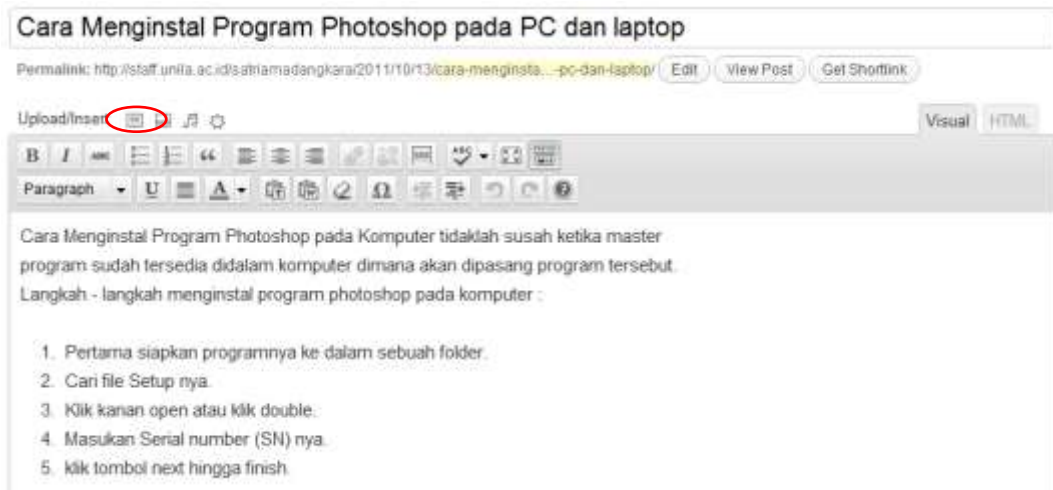 Cara Menginstal Program Photoshop pada PC dan laptop
Permalink: http://staff.unila.ac.id/satriamadangkara/2011/10/13/cara-menginsta...-pc-dan-laptop/ Edit View Post Get Shortlink
Upload/Insert Visual HTML
B I ABC ABC
Paragraph U A Ω
Cara Menginstal Program Photoshop pada Komputer tidaklah susah ketika master
program sudah tersedia didalam komputer dimana akan dipasang program tersebut.
Langkah - langkah menginstal program photoshop pada komputer :
1. Pertama siapkan programnya ke dalam sebuah folder.
2. Cari file Setup nya.
3. Klik kanan open atau klik double.
4. Masukan Serial number (SN) nya.
5. klik tombol next hingga finish.